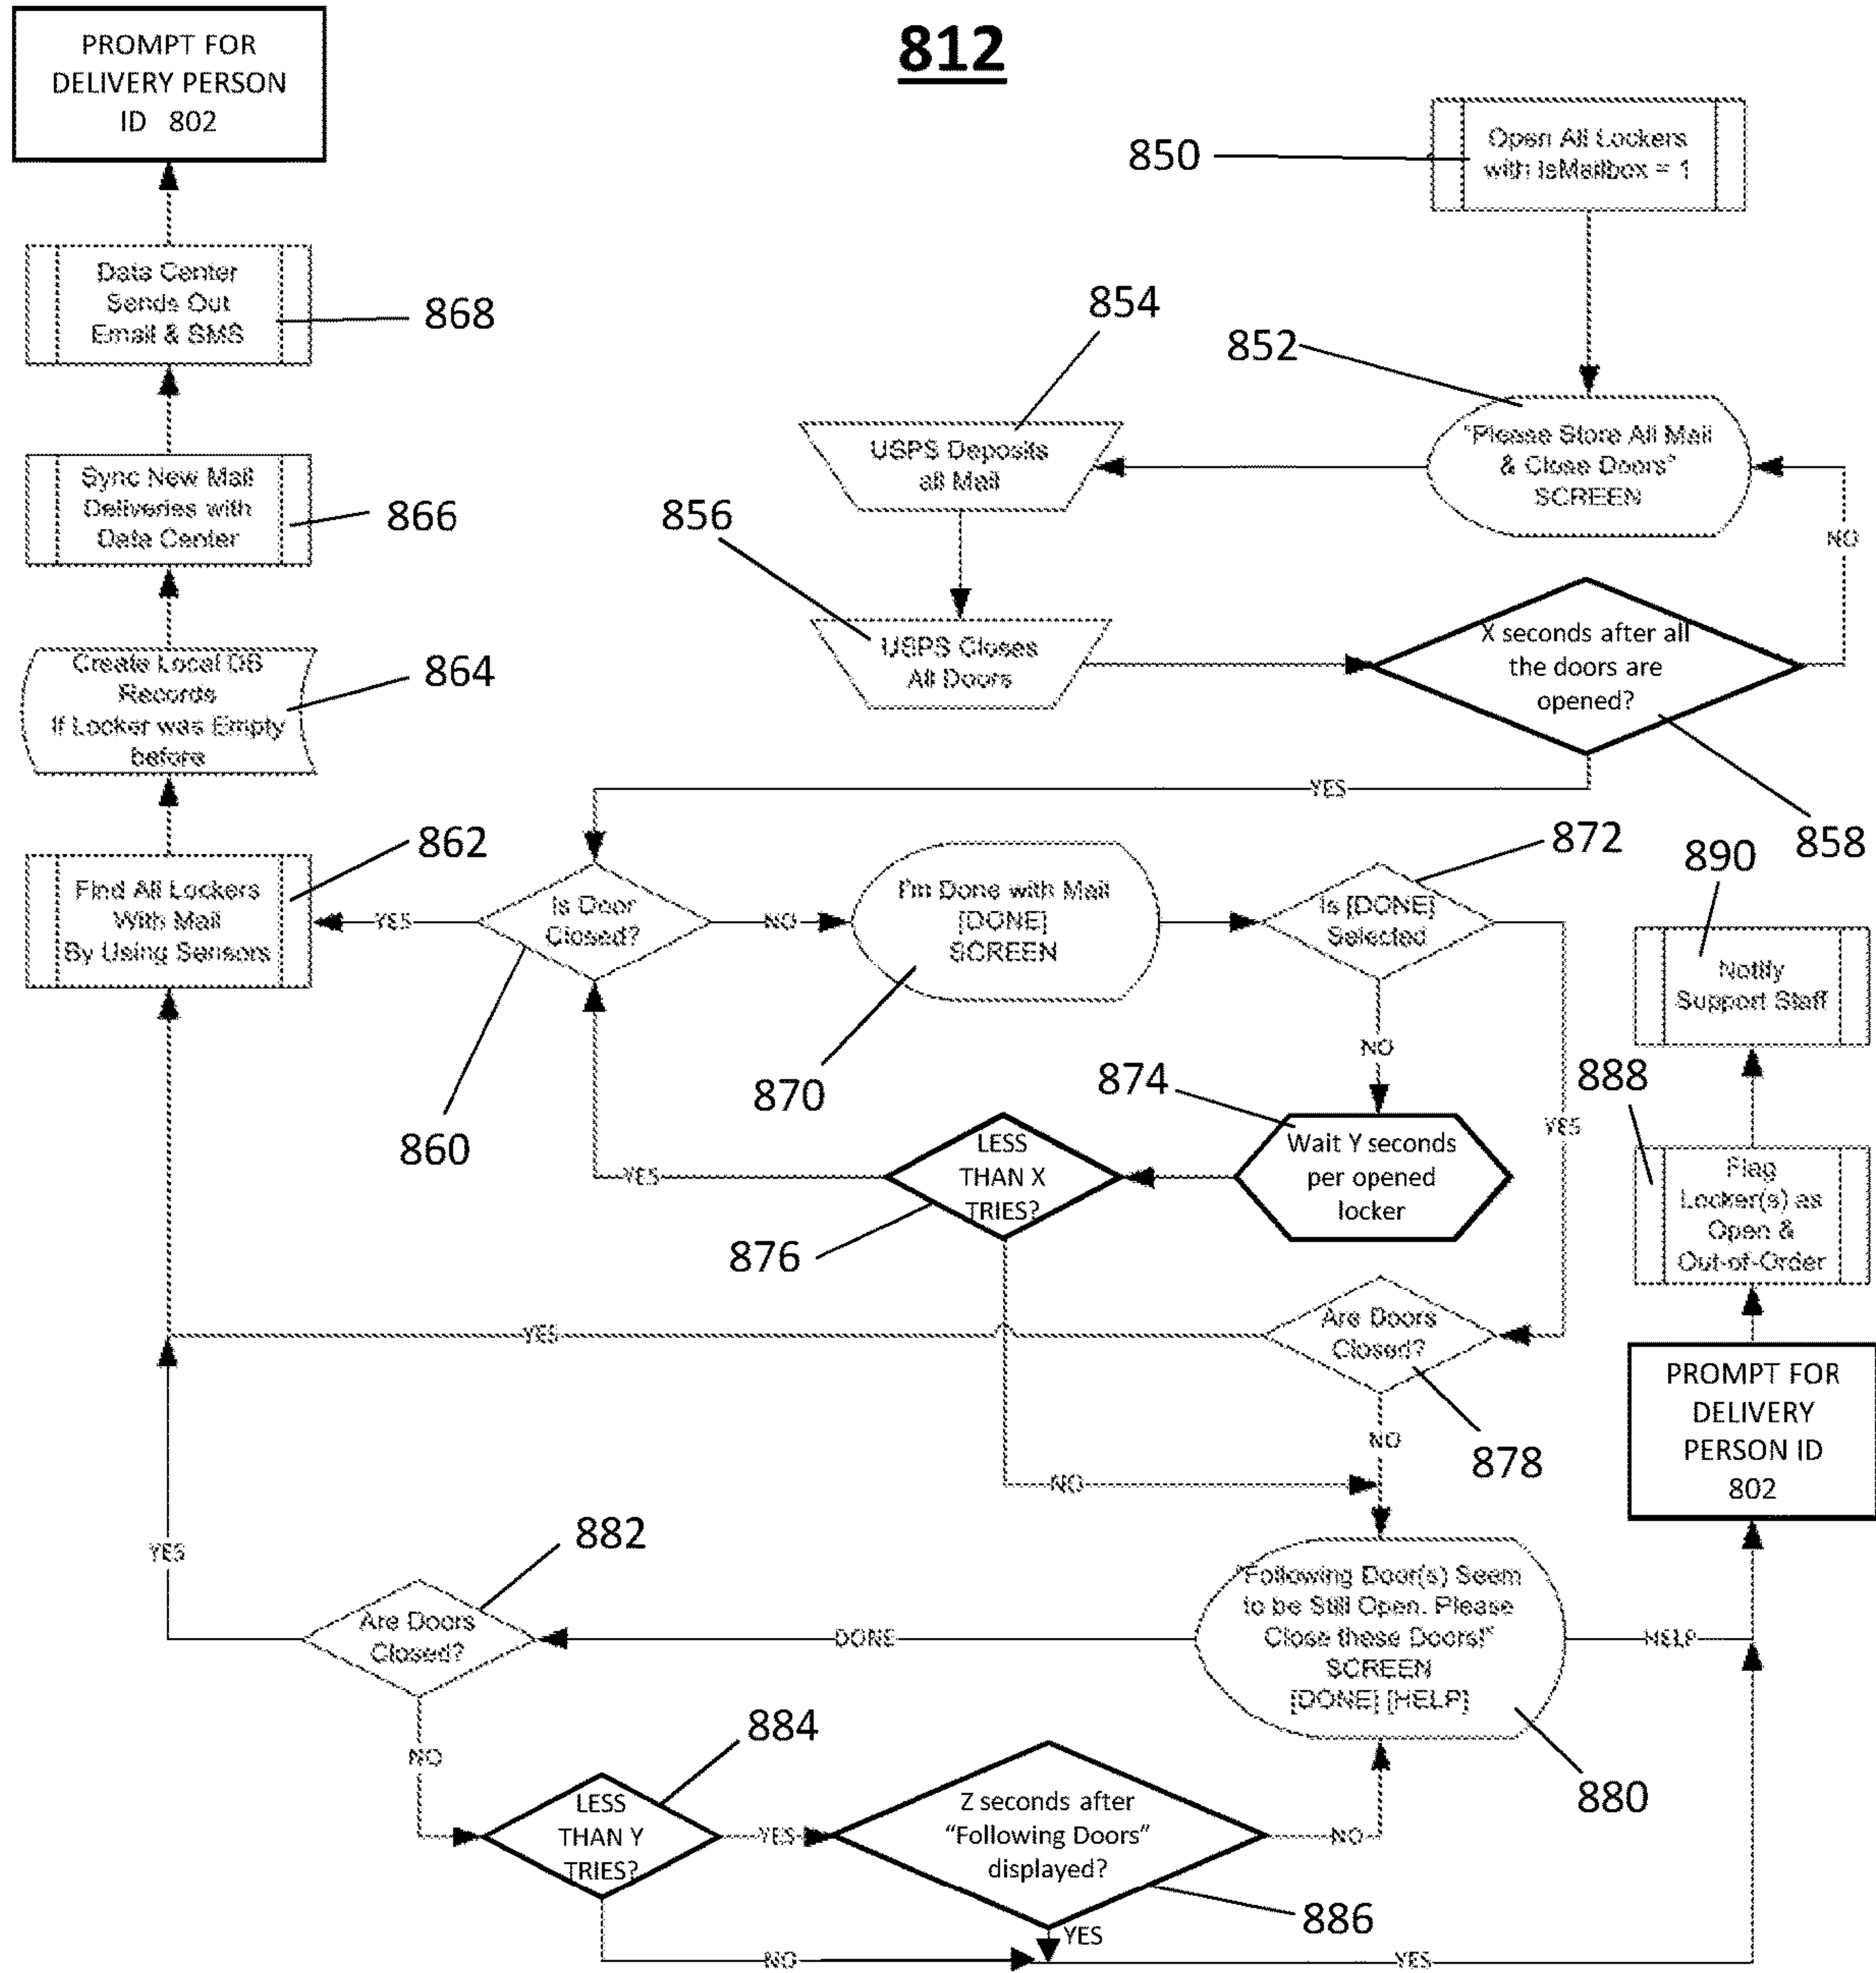 812
PROMPT FOR
DELIVERY PERSON
ID 802
850
Open All Lockers
with IsMailbox = 1
Data Center
Sends Out
Email & SMS
868
854
852
"Please Store All Mail
& Close Doors"
SCREEN
USPS Deposits
all Mail
Sync New Mail
Deliveries with
Data Center
866
856
NO
USPS Closes
All Doors
X seconds after all
the doors are
opened?
Create Local DB
Records
If Locker was Empty
before
864
YES
858
862
Find All Lockers
With Mail
By Using Sensors
YES
Is Door
Closed?
NO
I'm Done with Mail
[DONE]
SCREEN
872
Is [DONE]
Selected
890
Notify
Support Staff
860
870
NO
874
Wait Y seconds
per opened
locker
YES
888
Flag
Locker(s) as
Open &
Out-of-Order
LESS
THAN X
TRIES?
YES
876
YES
Are Doors
Closed?
878
NO
NO
PROMPT FOR
DELIVERY
PERSON ID
802
YES
882
Are Doors
Closed?
DONE
"Following Door(s) Seem
to be Still Open. Please
Close these Doors!"
SCREEN
[DONE] [HELP]
HELP
880
NO
884
LESS
THAN Y
TRIES?
YES
Z seconds after
"Following Doors"
displayed?
NO
886
YES
NO
YES